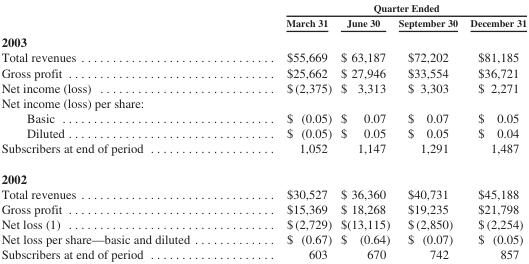 Quarter Ended
March 31 June 30 September 30 December 31
2003
Total revenues . . . . . . . . . . . . . . . . . . . . . . . . . . . . . . . $55,669 $ 63,187 $72,202 $81,185
Gross profit . . . . . . . . . . . . . . . . . . . . . . . . . . . . . . . . . $25,662 $ 27,946 $33,554 $36,721
Net income (loss) . . . . . . . . . . . . . . . . . . . . . . . . . . . . $(2,375) $ 3,313 $ 3,303 $ 2,271
Net income (loss) per share:
Basic . . . . . . . . . . . . . . . . . . . . . . . . . . . . . . . . . . $ (0.05) $ 0.07 $ 0.07 $ 0.05
Diluted . . . . . . . . . . . . . . . . . . . . . . . . . . . . . . . . . $ (0.05) $ 0.05 $ 0.05 $ 0.04
Subscribers at end of period . . . . . . . . . . . . . . . . . . . . 1,052 1,147 1,291 1,487
2002
Total revenues . . . . . . . . . . . . . . . . . . . . . . . . . . . . . . . $30,527 $ 36,360 $40,731 $45,188
Gross profit . . . . . . . . . . . . . . . . . . . . . . . . . . . . . . . . . $15,369 $ 18,268 $19,235 $21,798
Net loss (1) . . . . . . . . . . . . . . . . . . . . . . . . . . . . . . . . . $(2,729) $(13,115) $(2,850) $(2,254)
Net loss per share—basic and diluted . . . . . . . . . . . . . $ (0.67) $ (0.64) $ (0.07) $ (0.05)
Subscribers at end of period . . . . . . . . . . . . . . . . . . . . 603 670 742 857